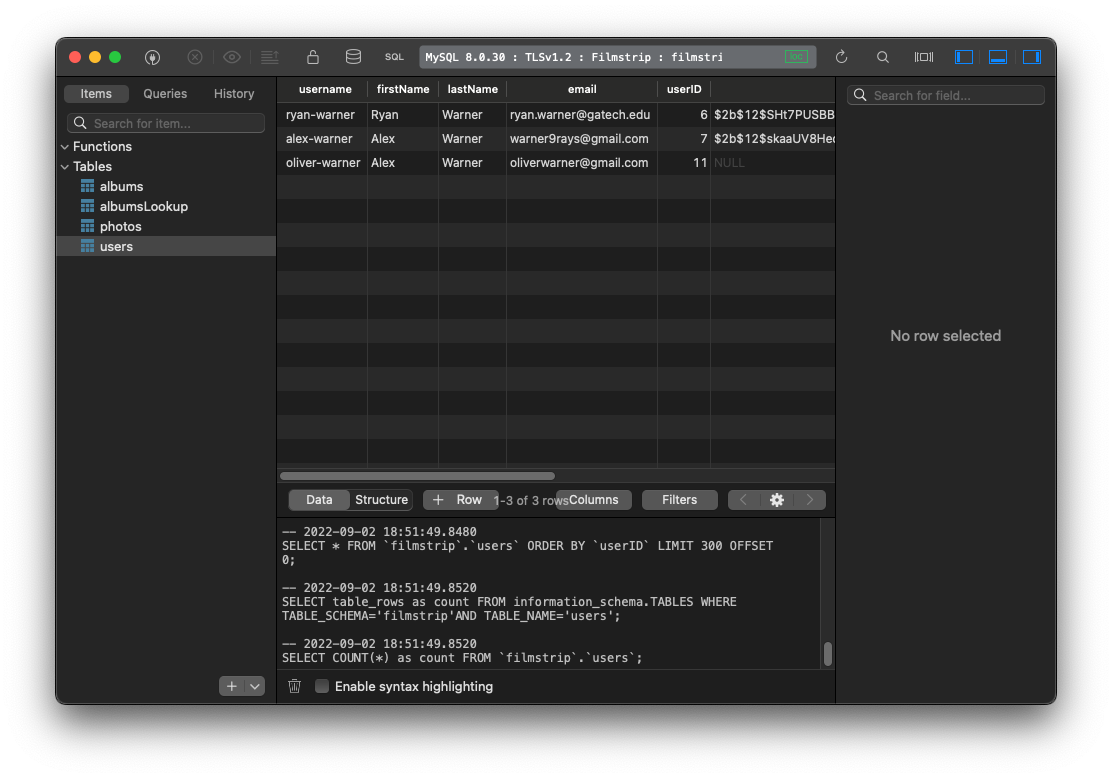 SQL
MySQL 8.0.30 : TLSv1.2 : Filmstrip : filmstri
loc
Items Queries History
Search for item...
Functions
Tables
albums
albumsLookup
photos
users
username firstName lastName email userID
ryan-warner Ryan Warner ryan.warner@gatech.edu 6 $2b$12$SHt7PUSBB
alex-warner Alex Warner warner9rays@gmail.com 7 $2b$12$skaaUV8Hec
oliver-warner Alex Warner oliverwarner@gmail.com 11 NULL
Search for field...
No row selected
Data Structure + Row 1-3 of 3 rows Columns Filters
-- 2022-09-02 18:51:49.8480
SELECT * FROM `filmstrip`.`users` ORDER BY `userID` LIMIT 300 OFFSET
0;
-- 2022-09-02 18:51:49.8520
SELECT table_rows as count FROM information_schema.TABLES WHERE
TABLE_SCHEMA='filmstrip'AND TABLE_NAME='users';
-- 2022-09-02 18:51:49.8520
SELECT COUNT(*) as count FROM `filmstrip`.`users`;
Enable syntax highlighting